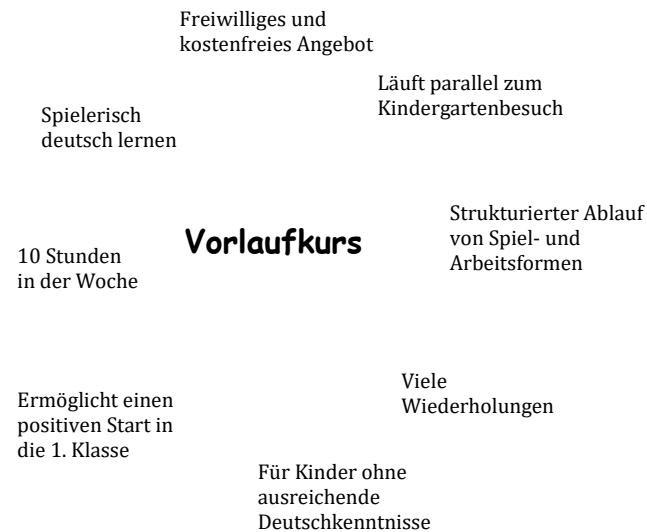 Freiwilliges und
kostenfreies Angebot
Läuft parallel zum
Kindergartenbesuch
Spielerisch
deutsch lernen
Strukturierter Ablauf
von Spiel- und
Arbeitsformen
Vorlaufkurs
10 Stunden
in der Woche
Viele
Wiederholungen
Ermöglicht einen
positiven Start in
die 1. Klasse
Für Kinder ohne
ausreichende
Deutschkenntnisse